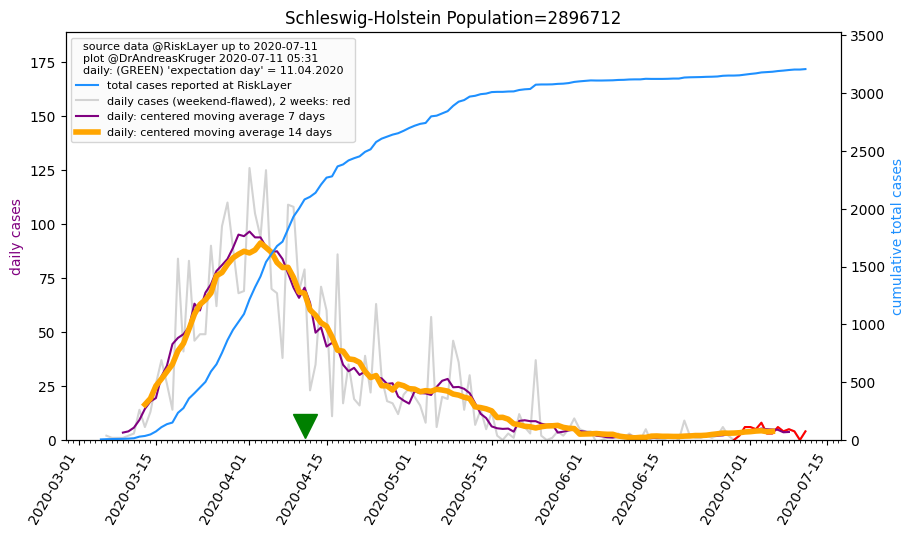 Schleswig-Holstein Population=2896712
source data @RiskLayer up to 2020-07-11
plot @DrAndreasKruger 2020-07-11 05:31
daily: (GREEN) 'expectation day' = 11.04.2020
total cases reported at RiskLayer
daily cases (weekend-flawed), 2 weeks: red
daily: centered moving average 7 days
daily: centered moving average 14 days
daily cases
175
150
125
100
75
50
25
0
3500
3000
2500
2000
1500
1000
500
0
cumulative total cases
2020-03-01
2020-03-15
2020-04-01
2020-04-15
2020-05-01
2020-05-15
2020-06-01
2020-06-15
2020-07-01
2020-07-15